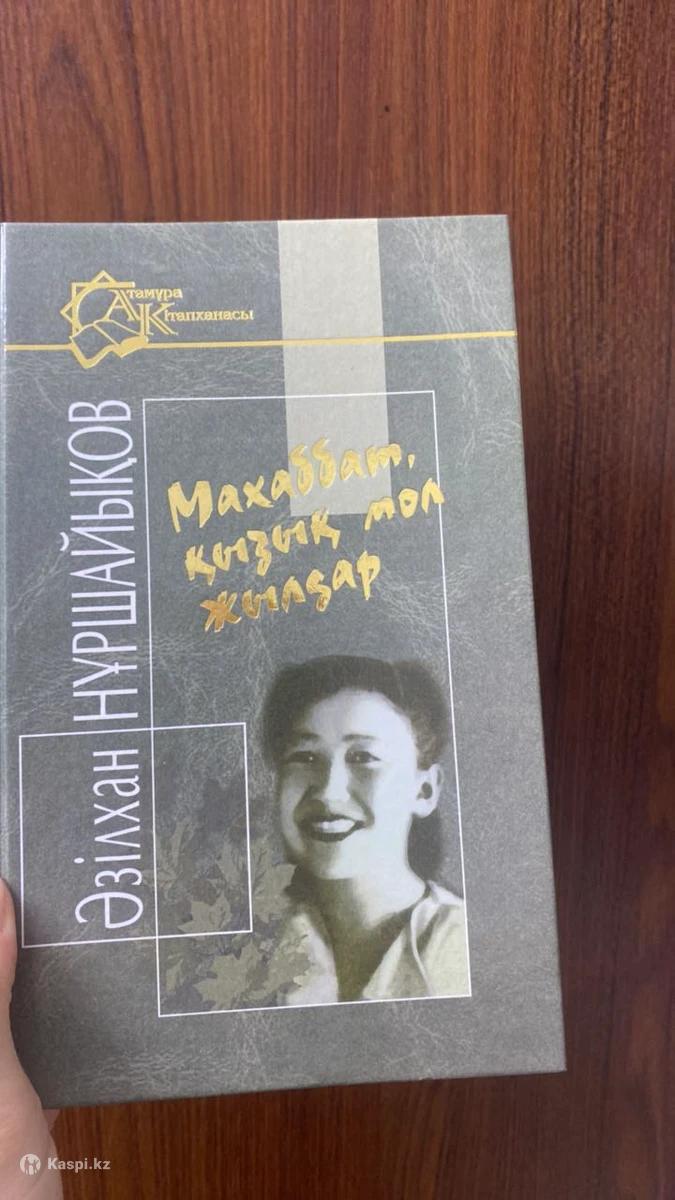 Атамұра
Кітапханасы
Әзілхан НҰРШАЙЫҚОВ
Махаббат,
қызық мол
жылдар
Kaspi.kz